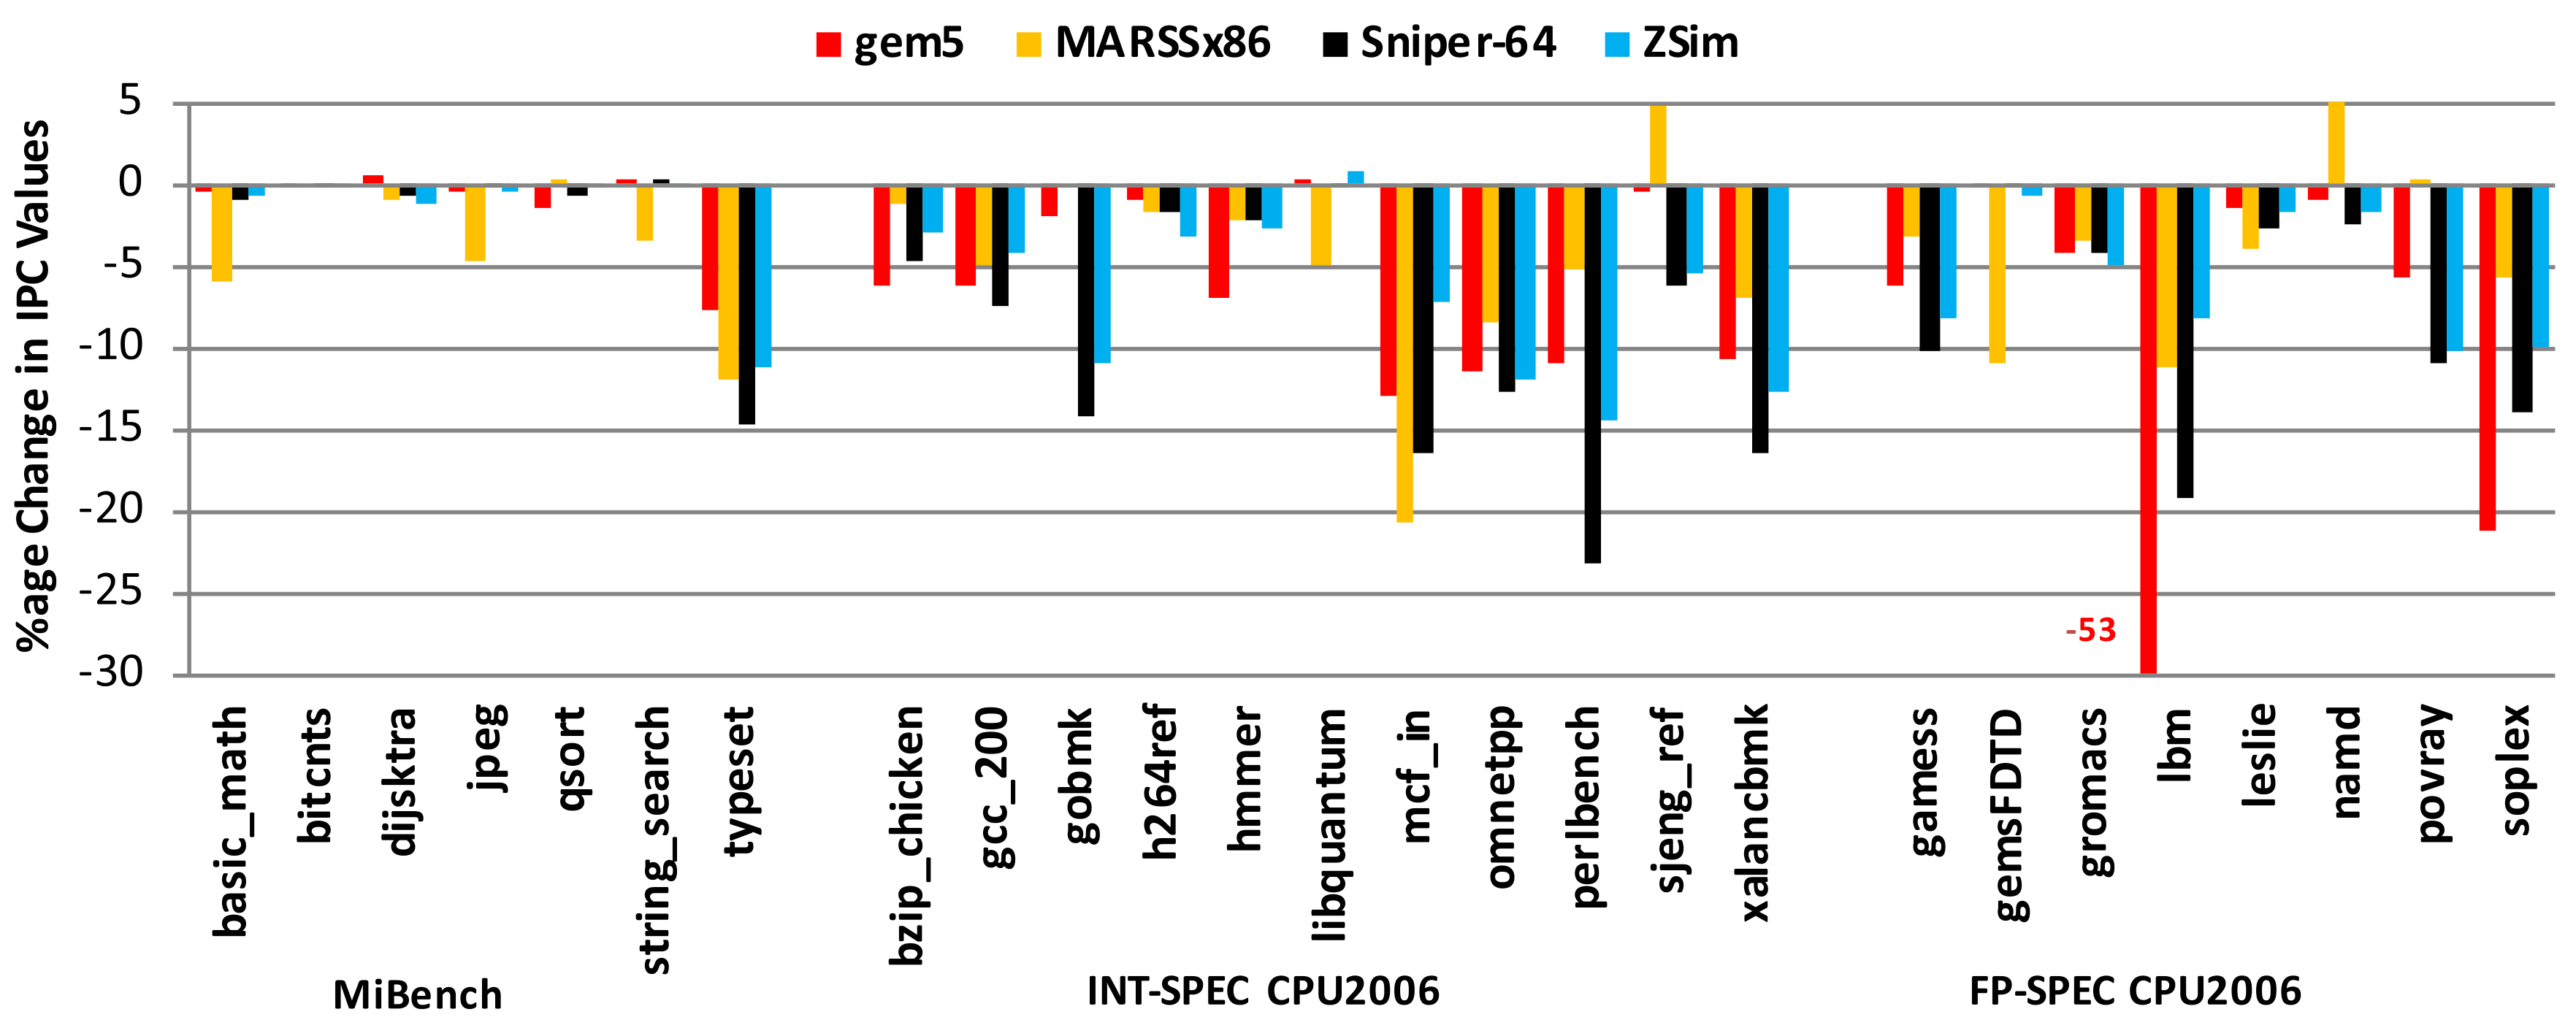 gem5 MARSSx86 Sniper-64 ZSim
%age Change in IPC Values
5
0
-5
-10
-15
-20
-25
-30
-53
basic_math
bitcnts
dijsktra
jpeg
qsort
string_search
typeset
bzip_chicken
gcc_200
gobmk
h264ref
hmmer
libquantum
mcf_in
omnetpp
perlbench
sjeng_ref
xalancbmk
gamess
gemsFDTD
gromacs
lbm
leslie
namd
povray
soplex
MiBench INT-SPEC CPU2006 FP-SPEC CPU2006